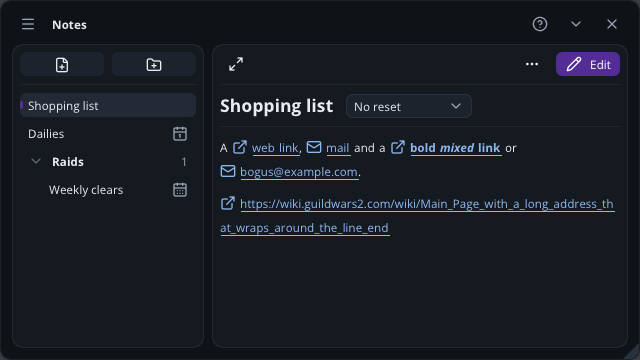 Notes
Edit
Shopping list
Dailies
1
Raids
1
Weekly clears
Shopping list
No reset
A web link, mail and a bold mixed link or
bogus@example.com.
https://wiki.guildwars2.com/wiki/Main_Page_with_a_long_address_th
at_wraps_around_the_line_end